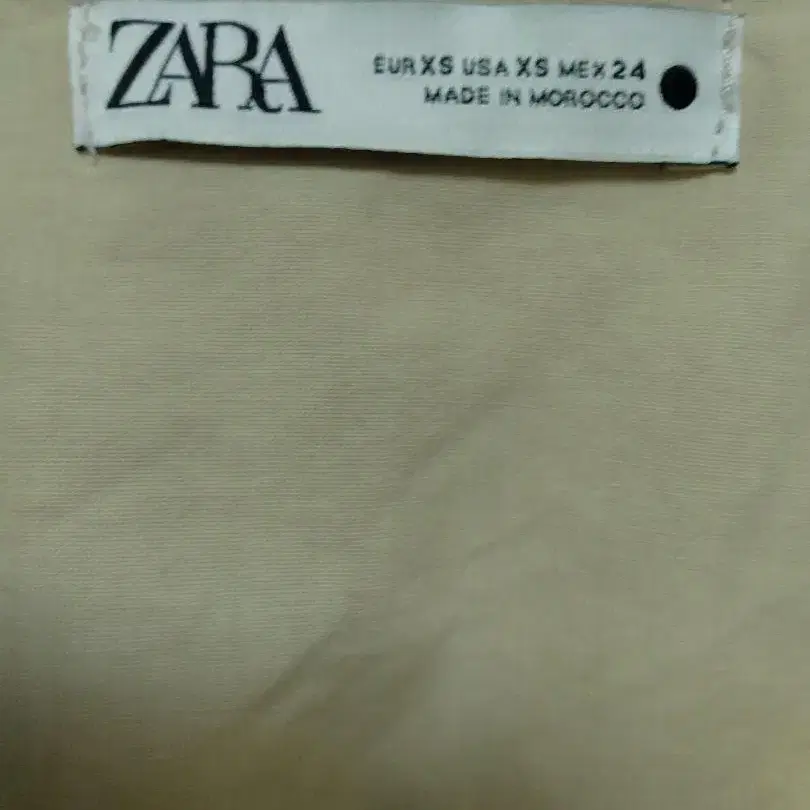 ZARA
EUR XS USA XS MEX 24
MADE IN MOROCCO